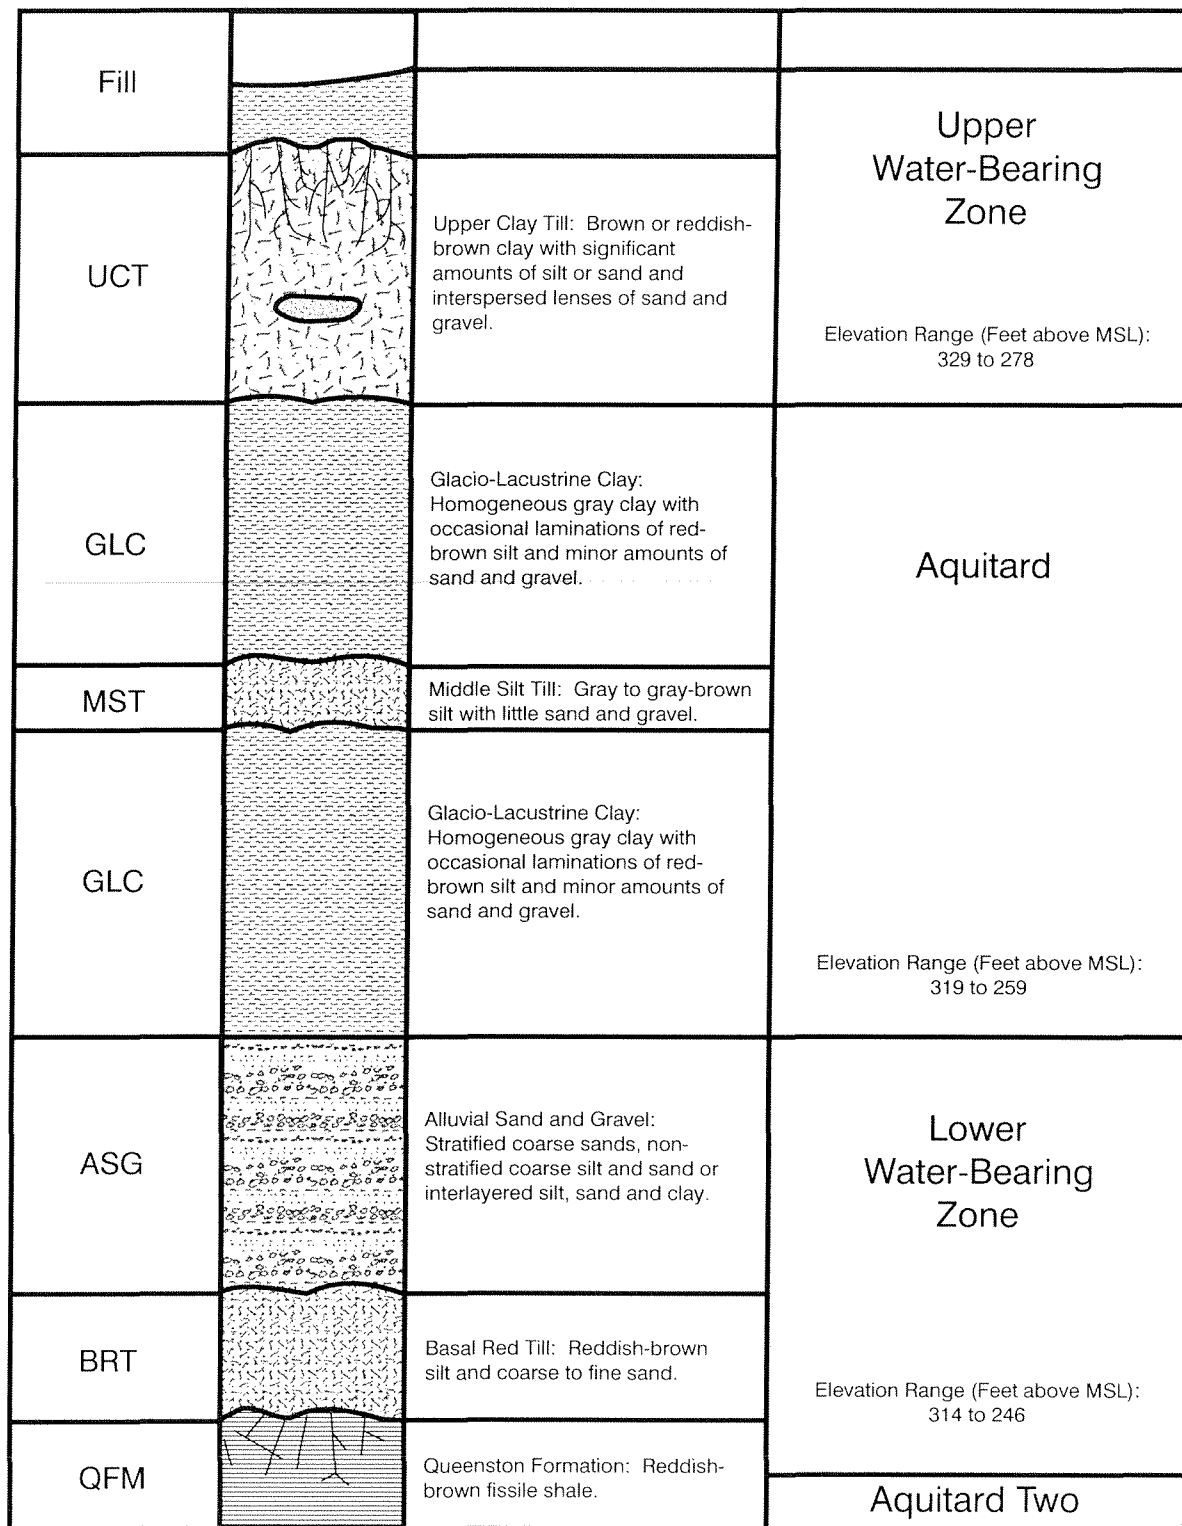 Fill
Upper
Water-Bearing
Zone
UCT
Upper Clay Till: Brown or reddish-
brown clay with significant
amounts of silt or sand and
interspersed lenses of sand and
gravel.
Elevation Range (Feet above MSL):
329 to 278
GLC
Glacio-Lacustrine Clay:
Homogeneous gray clay with
occasional laminations of red-
brown silt and minor amounts of
sand and gravel.
Aquitard
MST
Middle Silt Till: Gray to gray-brown
silt with little sand and gravel.
GLC
Glacio-Lacustrine Clay:
Homogeneous gray clay with
occasional laminations of red-
brown silt and minor amounts of
sand and gravel.
Elevation Range (Feet above MSL):
319 to 259
ASG
Alluvial Sand and Gravel:
Stratified coarse sands, non-
stratified coarse silt and sand or
interlayered silt, sand and clay.
Lower
Water-Bearing
Zone
BRT
Basal Red Till: Reddish-brown
silt and coarse to fine sand.
Elevation Range (Feet above MSL):
314 to 246
QFM
Queenston Formation: Reddish-
brown fissile shale.
Aquitard Two